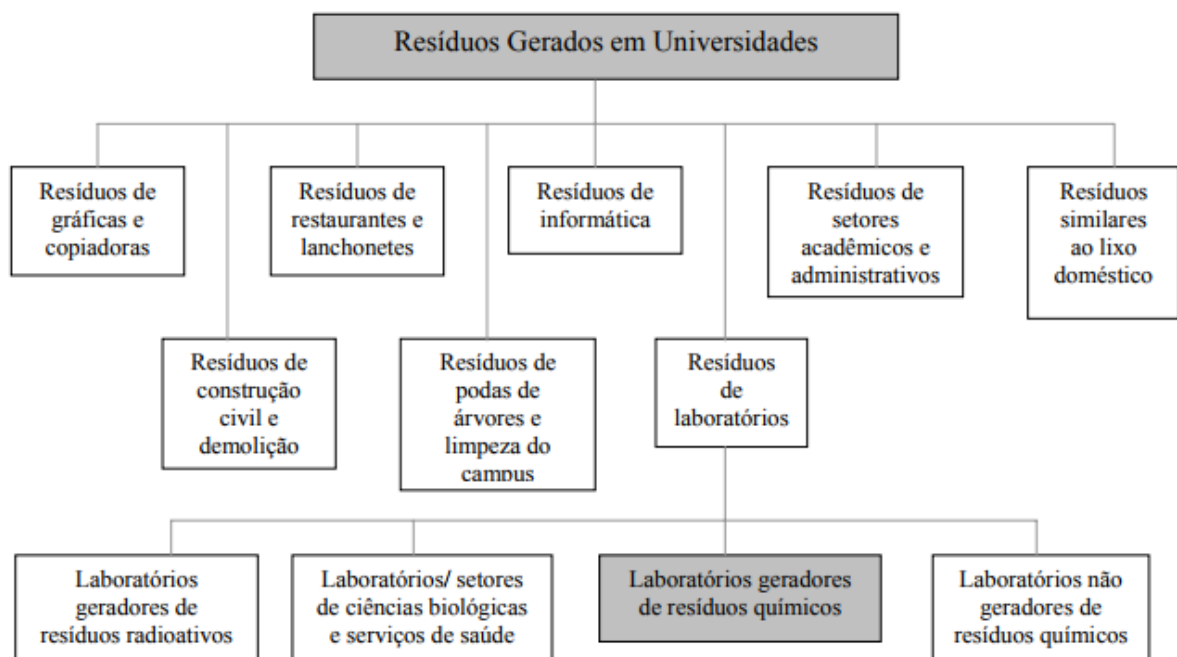 Resíduos Gerados em Universidades
Resíduos de
gráficas e
copiadoras
Resíduos de
restaurantes e
lanchonetes
Resíduos de
informática
Resíduos de
setores
acadêmicos e
administrativos
Resíduos
similares
ao lixo
doméstico
Resíduos de
construção
civil e
demolição
Resíduos de
podas de
árvores e
limpeza do
campus
Resíduos
de
laboratórios
Laboratórios
geradores de
resíduos radioativos
Laboratórios/ setores
de ciências biológicas
e serviços de saúde
Laboratórios geradores
de resíduos químicos
Laboratórios não
geradores de
resíduos químicos